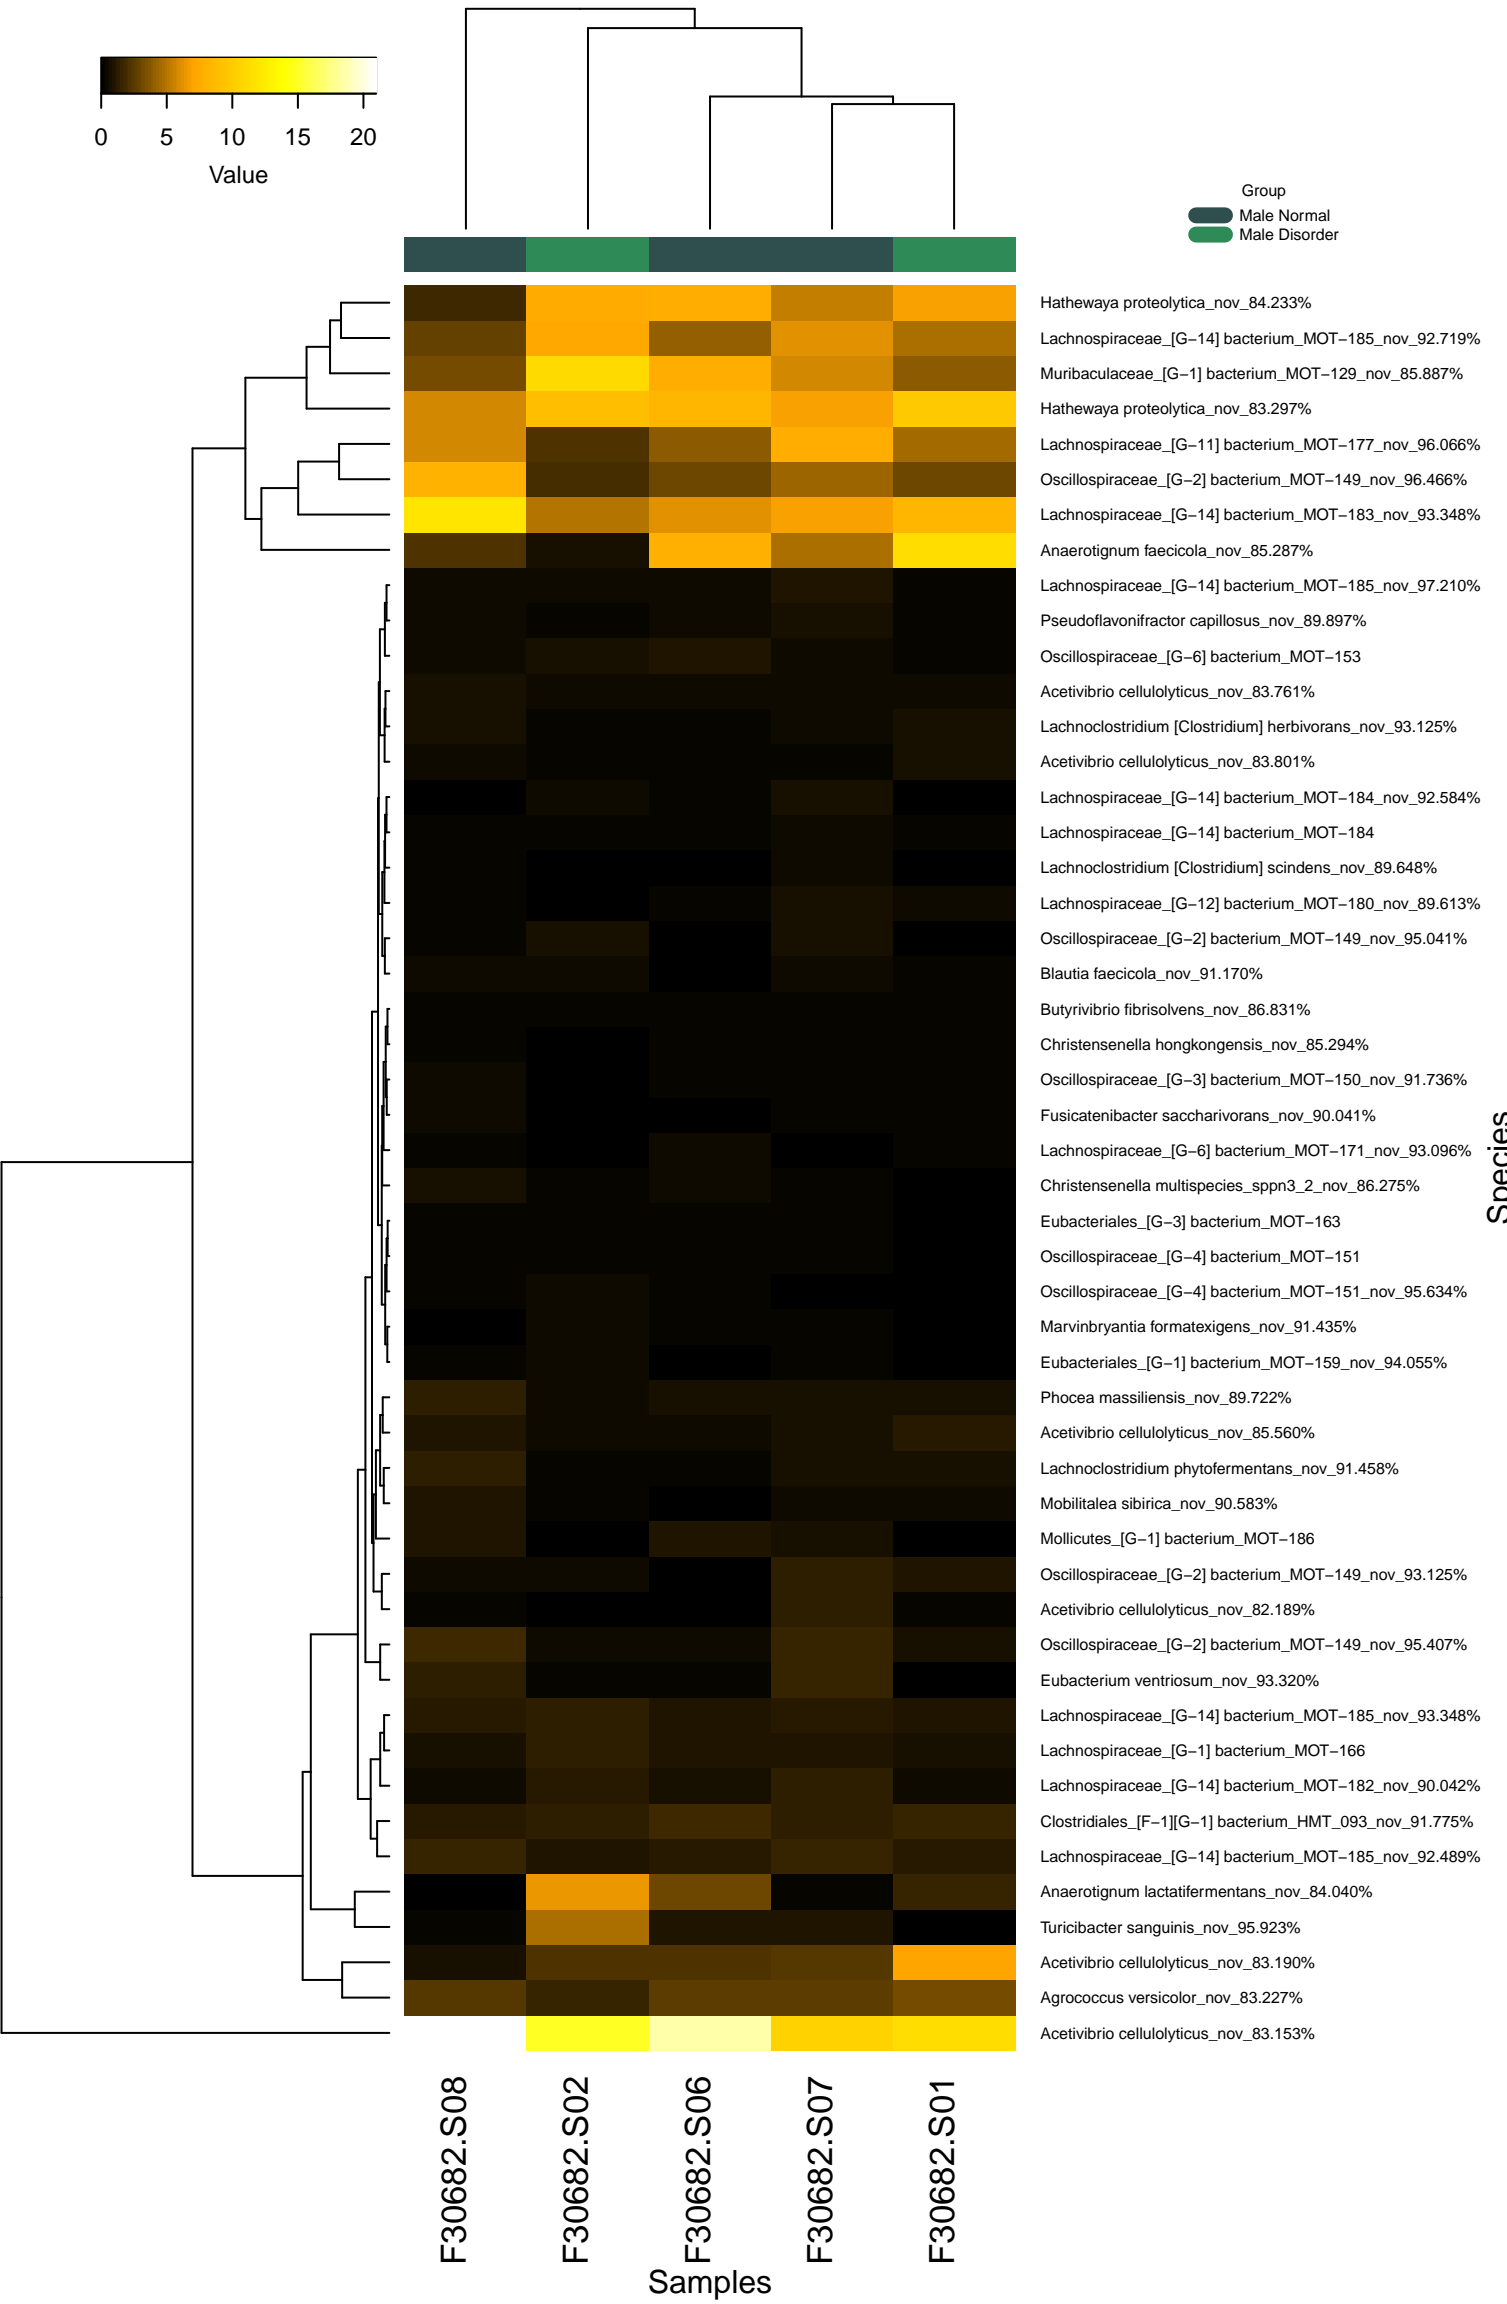 0 5 10 15 20
Value
Group
Male Normal
Male Disorder
Hathewaya proteolytica_nov_84.233%
Lachnospiraceae_[G−14] bacterium_MOT−185_nov_92.719%
Muribaculaceae_[G−1] bacterium_MOT−129_nov_85.887%
Hathewaya proteolytica_nov_83.297%
Lachnospiraceae_[G−11] bacterium_MOT−177_nov_96.066%
Oscillospiraceae_[G−2] bacterium_MOT−149_nov_96.466%
Lachnospiraceae_[G−14] bacterium_MOT−183_nov_93.348%
Anaerotignum faecicola_nov_85.287%
Lachnospiraceae_[G−14] bacterium_MOT−185_nov_97.210%
Pseudoflavonifractor capillosus_nov_89.897%
Oscillospiraceae_[G−6] bacterium_MOT−153
Acetivibrio cellulolyticus_nov_83.761%
Lachnoclostridium [Clostridium] herbivorans_nov_93.125%
Acetivibrio cellulolyticus_nov_83.801%
Lachnospiraceae_[G−14] bacterium_MOT−184_nov_92.584%
Lachnospiraceae_[G−14] bacterium_MOT−184
Lachnoclostridium [Clostridium] scindens_nov_89.648%
Lachnospiraceae_[G−12] bacterium_MOT−180_nov_89.613%
Oscillospiraceae_[G−2] bacterium_MOT−149_nov_95.041%
Blautia faecicola_nov_91.170%
Butyrivibrio fibrisolvens_nov_86.831%
Christensenella hongkongensis_nov_85.294%
Oscillospiraceae_[G−3] bacterium_MOT−150_nov_91.736%
Fusicatenibacter saccharivorans_nov_90.041%
Lachnospiraceae_[G−6] bacterium_MOT−171_nov_93.096%
Christensenella multispecies_sppn3_2_nov_86.275%
Eubacteriales_[G−3] bacterium_MOT−163
Oscillospiraceae_[G−4] bacterium_MOT−151
Oscillospiraceae_[G−4] bacterium_MOT−151_nov_95.634%
Marvinbryantia formatexigens_nov_91.435%
Eubacteriales_[G−1] bacterium_MOT−159_nov_94.055%
Phocea massiliensis_nov_89.722%
Acetivibrio cellulolyticus_nov_85.560%
Lachnoclostridium phytofermentans_nov_91.458%
Mobilitalea sibirica_nov_90.583%
Mollicutes_[G−1] bacterium_MOT−186
Oscillospiraceae_[G−2] bacterium_MOT−149_nov_93.125%
Acetivibrio cellulolyticus_nov_82.189%
Oscillospiraceae_[G−2] bacterium_MOT−149_nov_95.407%
Eubacterium ventriosum_nov_93.320%
Lachnospiraceae_[G−14] bacterium_MOT−185_nov_93.348%
Lachnospiraceae_[G−1] bacterium_MOT−166
Lachnospiraceae_[G−14] bacterium_MOT−182_nov_90.042%
Clostridiales_[F−1][G−1] bacterium_HMT_093_nov_91.775%
Lachnospiraceae_[G−14] bacterium_MOT−185_nov_92.489%
Anaerotignum lactatifermentans_nov_84.040%
Turicibacter sanguinis_nov_95.923%
Acetivibrio cellulolyticus_nov_83.190%
Agrococcus versicolor_nov_83.227%
Acetivibrio cellulolyticus_nov_83.153%
Species
F30682.S08
F30682.S02
F30682.S06
F30682.S07
F30682.S01
Samples